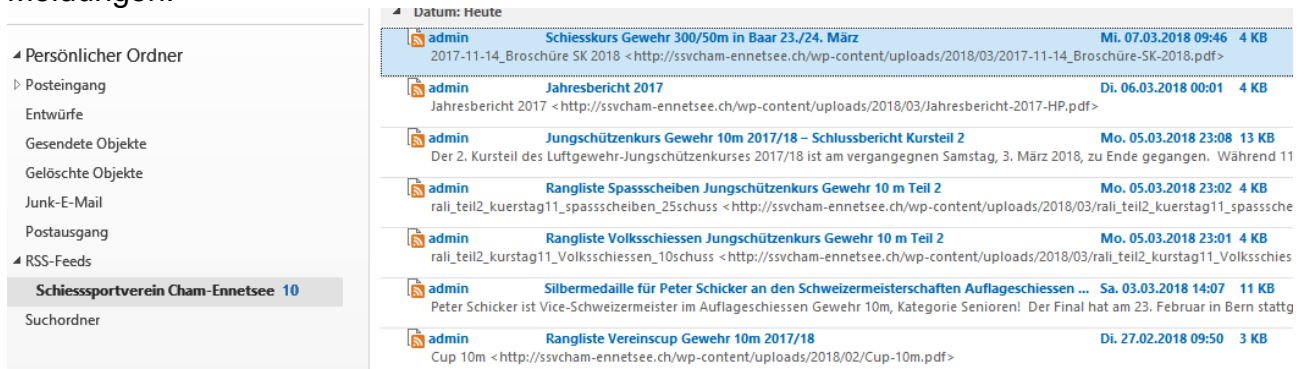 Meldungen.
Persönlicher Ordner
Posteingang
Entwürfe
Gesendete Objekte
Gelöschte Objekte
Junk-E-Mail
Postausgang
RSS-Feeds
Schiesssportverein Cham-Ennetsee 10
Suchordner
Datum: Heute
admin Schiesskurs Gewehr 300/50m in Baar 23./24. März Mi. 07.03.2018 09:46 4 KB
2017-11-14_Broschüre SK 2018 <http://ssvcham-ennetsee.ch/wp-content/uploads/2018/03/2017-11-14_Broschüre-SK-2018.pdf>
admin Jahresbericht 2017 Di. 06.03.2018 00:01 4 KB
Jahresbericht 2017 <http://ssvcham-ennetsee.ch/wp-content/uploads/2018/03/Jahresbericht-2017-HP.pdf>
admin Jungschützenkurs Gewehr 10m 2017/18 – Schlussbericht Kursteil 2 Mo. 05.03.2018 23:08 13 KB
Der 2. Kursteil des Luftgewehr-Jungschützenkurses 2017/18 ist am vergangegnen Samstag, 3. März 2018, zu Ende gegangen. Während 11
admin Rangliste Spassscheiben Jungschützenkurs Gewehr 10 m Teil 2 Mo. 05.03.2018 23:02 4 KB
rali_teil2_kuerstag11_spassscheiben_25schuss <http://ssvcham-ennetsee.ch/wp-content/uploads/2018/03/rali_teil2_kuerstag11_spasssche
admin Rangliste Volksschiessen Jungschützenkurs Gewehr 10 m Teil 2 Mo. 05.03.2018 23:01 4 KB
rali_teil2_kurstag11_Volksschiessen_10schuss <http://ssvcham-ennetsee.ch/wp-content/uploads/2018/03/rali_teil2_kurstag11_Volksschies
admin Silbermedaille für Peter Schicker an den Schweizermeisterschaften Auflageschiessen ... Sa. 03.03.2018 14:07 11 KB
Peter Schicker ist Vice-Schweizermeister im Auflageschiessen Gewehr 10m, Kategorie Senioren! Der Final hat am 23. Februar in Bern stattg
admin Rangliste Vereinscup Gewehr 10m 2017/18 Di. 27.02.2018 09:50 3 KB
Cup 10m <http://ssvcham-ennetsee.ch/wp-content/uploads/2018/02/Cup-10m.pdf>